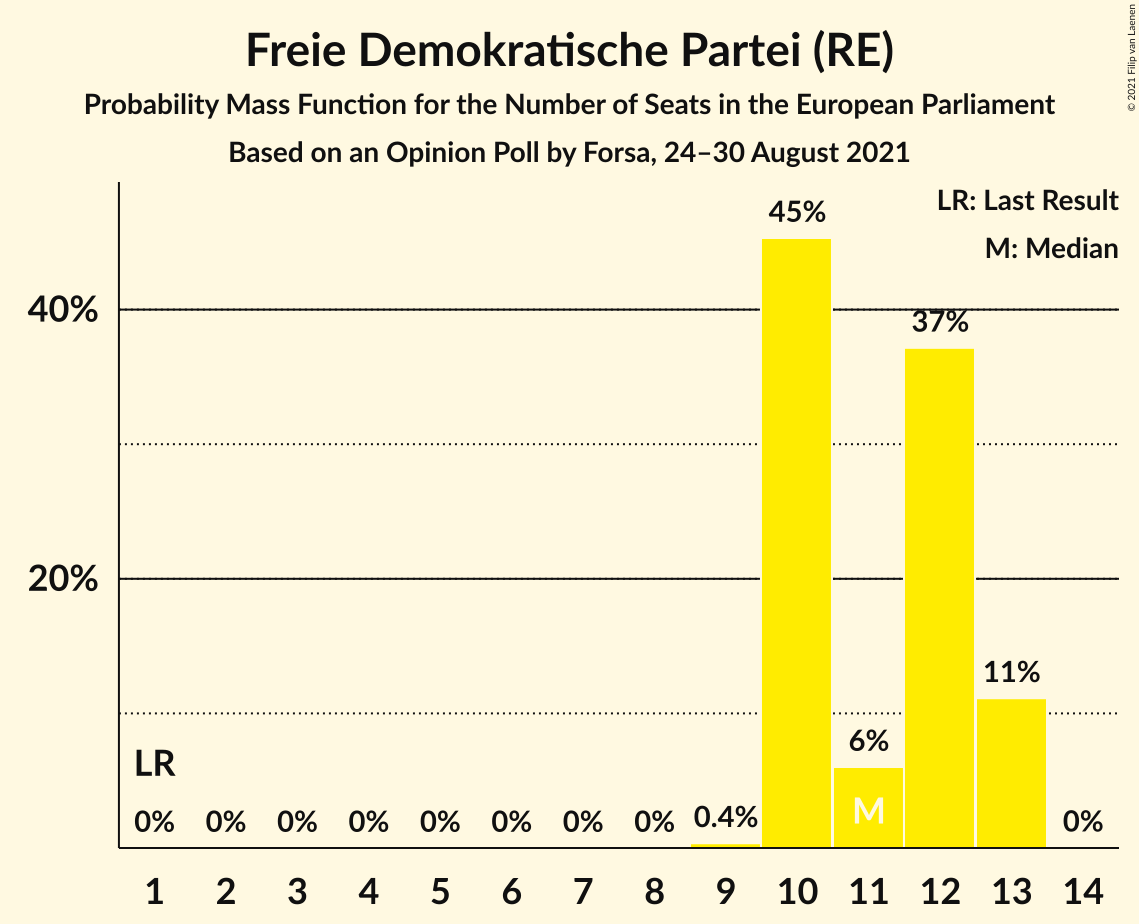 Freie Demokratische Partei (RE)
Probability Mass Function for the Number of Seats in the European Parliament
Based on an Opinion Poll by Forsa, 24–30 August 2021
© 2021 Filip van Laenen
LR: Last Result
M: Median
45%
40%
37%
20%
11%
6%
LR
M
0% 0% 0% 0% 0% 0% 0% 0% 0.4% 0%
1 2 3 4 5 6 7 8 9 10 11 12 13 14